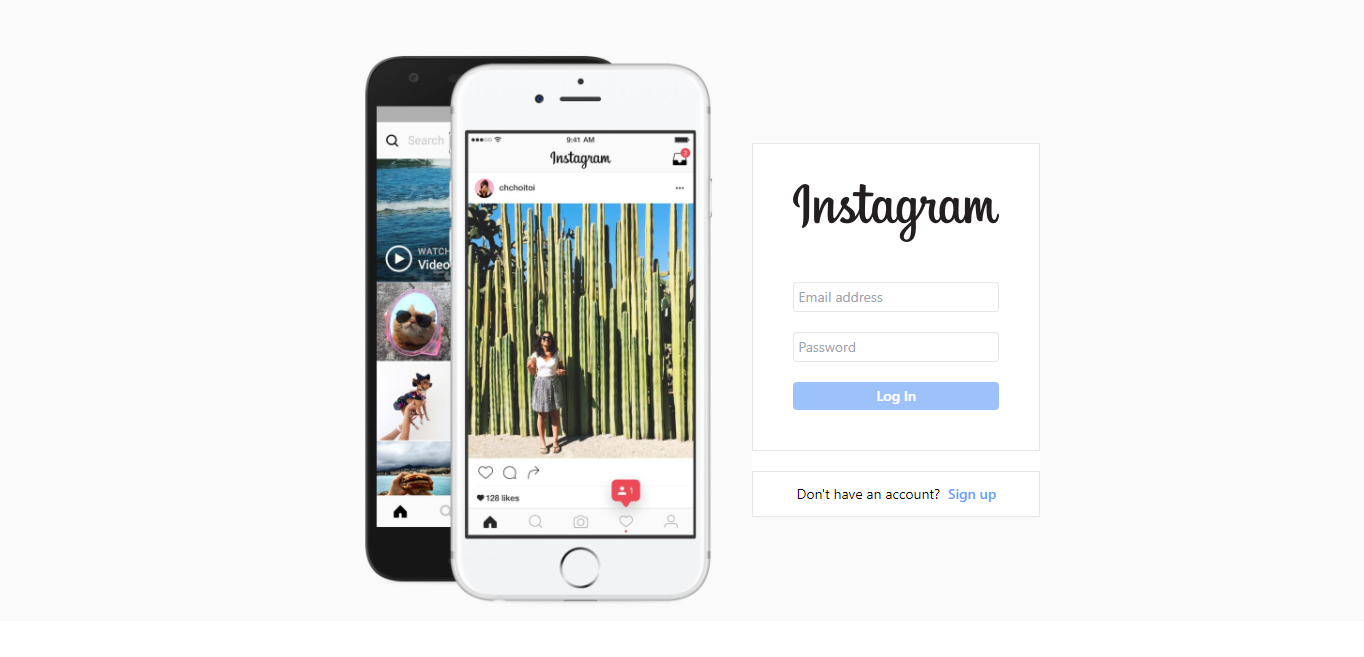 Search
WATCH
Video
9:41 AM
Instagram
chchoitoi
128 likes
1
Instagram
Email address
Password
Log In
Don't have an account? Sign up